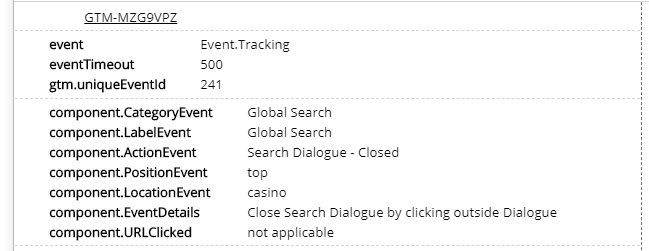 GTM-MZG9VPZ
event Event.Tracking
eventTimeout 500
gtm.uniqueEventId 241
component.CategoryEvent Global Search
component.LabelEvent Global Search
component.ActionEvent Search Dialogue - Closed
component.PositionEvent top
component.LocationEvent casino
component.EventDetails Close Search Dialogue by clicking outside Dialogue
component.URLClicked not applicable